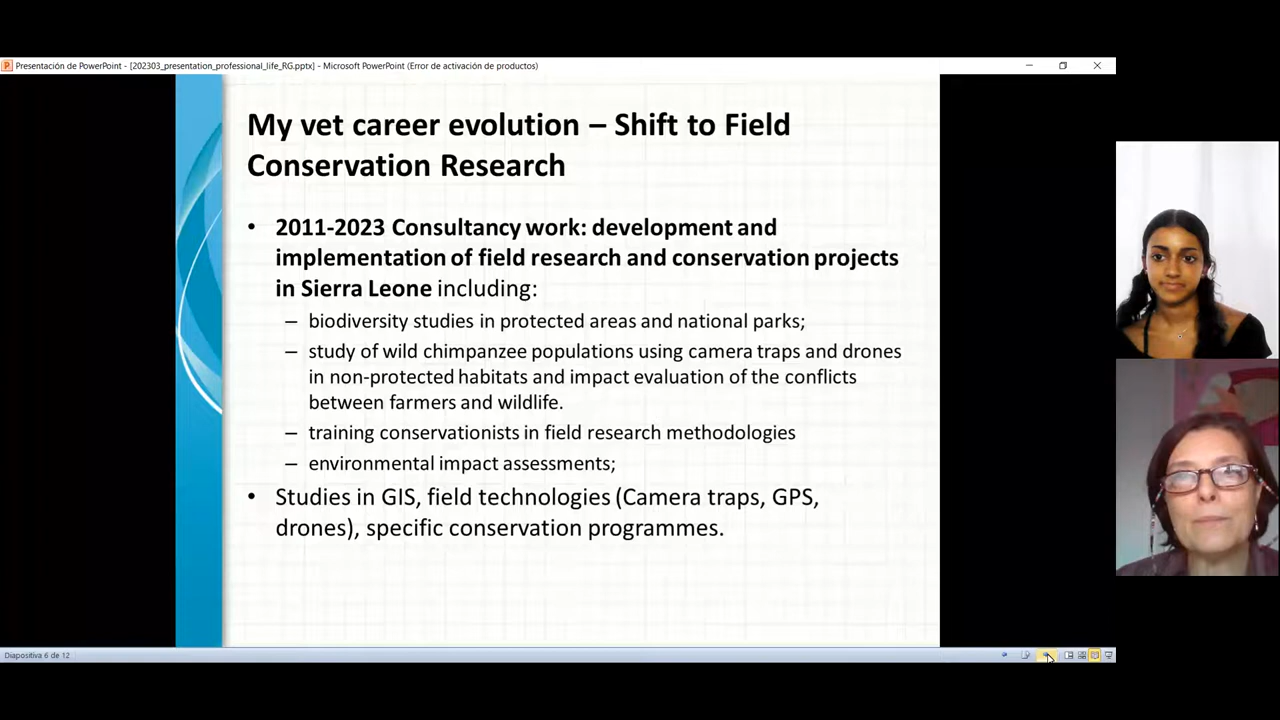 Presentación de PowerPoint - [202303_presentation_professional_life_RG.pptx] - Microsoft PowerPoint (Error de activación de productos)
My vet career evolution – Shift to Field
Conservation Research
• 2011-2023 Consultancy work: development and
implementation of field research and conservation projects
in Sierra Leone including:
– biodiversity studies in protected areas and national parks;
– study of wild chimpanzee populations using camera traps and drones
in non-protected habitats and impact evaluation of the conflicts
between farmers and wildlife.
– training conservationists in field research methodologies
– environmental impact assessments;
• Studies in GIS, field technologies (Camera traps, GPS,
drones), specific conservation programmes.
Diapositiva 6 de 12